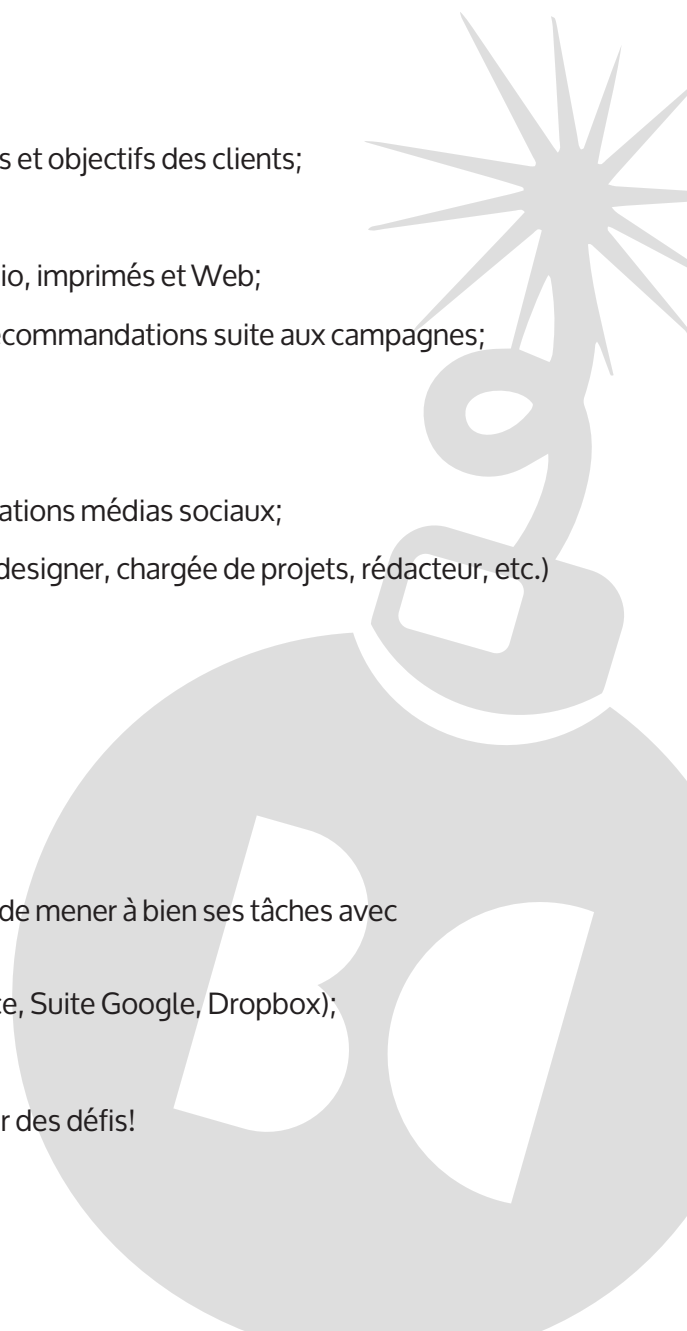 s et objectifs des clients;
io, imprimés et Web;
ecommandations suite aux campagnes;
ations médias sociaux;
designer, chargée de projets, rédacteur, etc.)
de mener à bien ses tâches avec
ce, Suite Google, Dropbox);
r des défis!